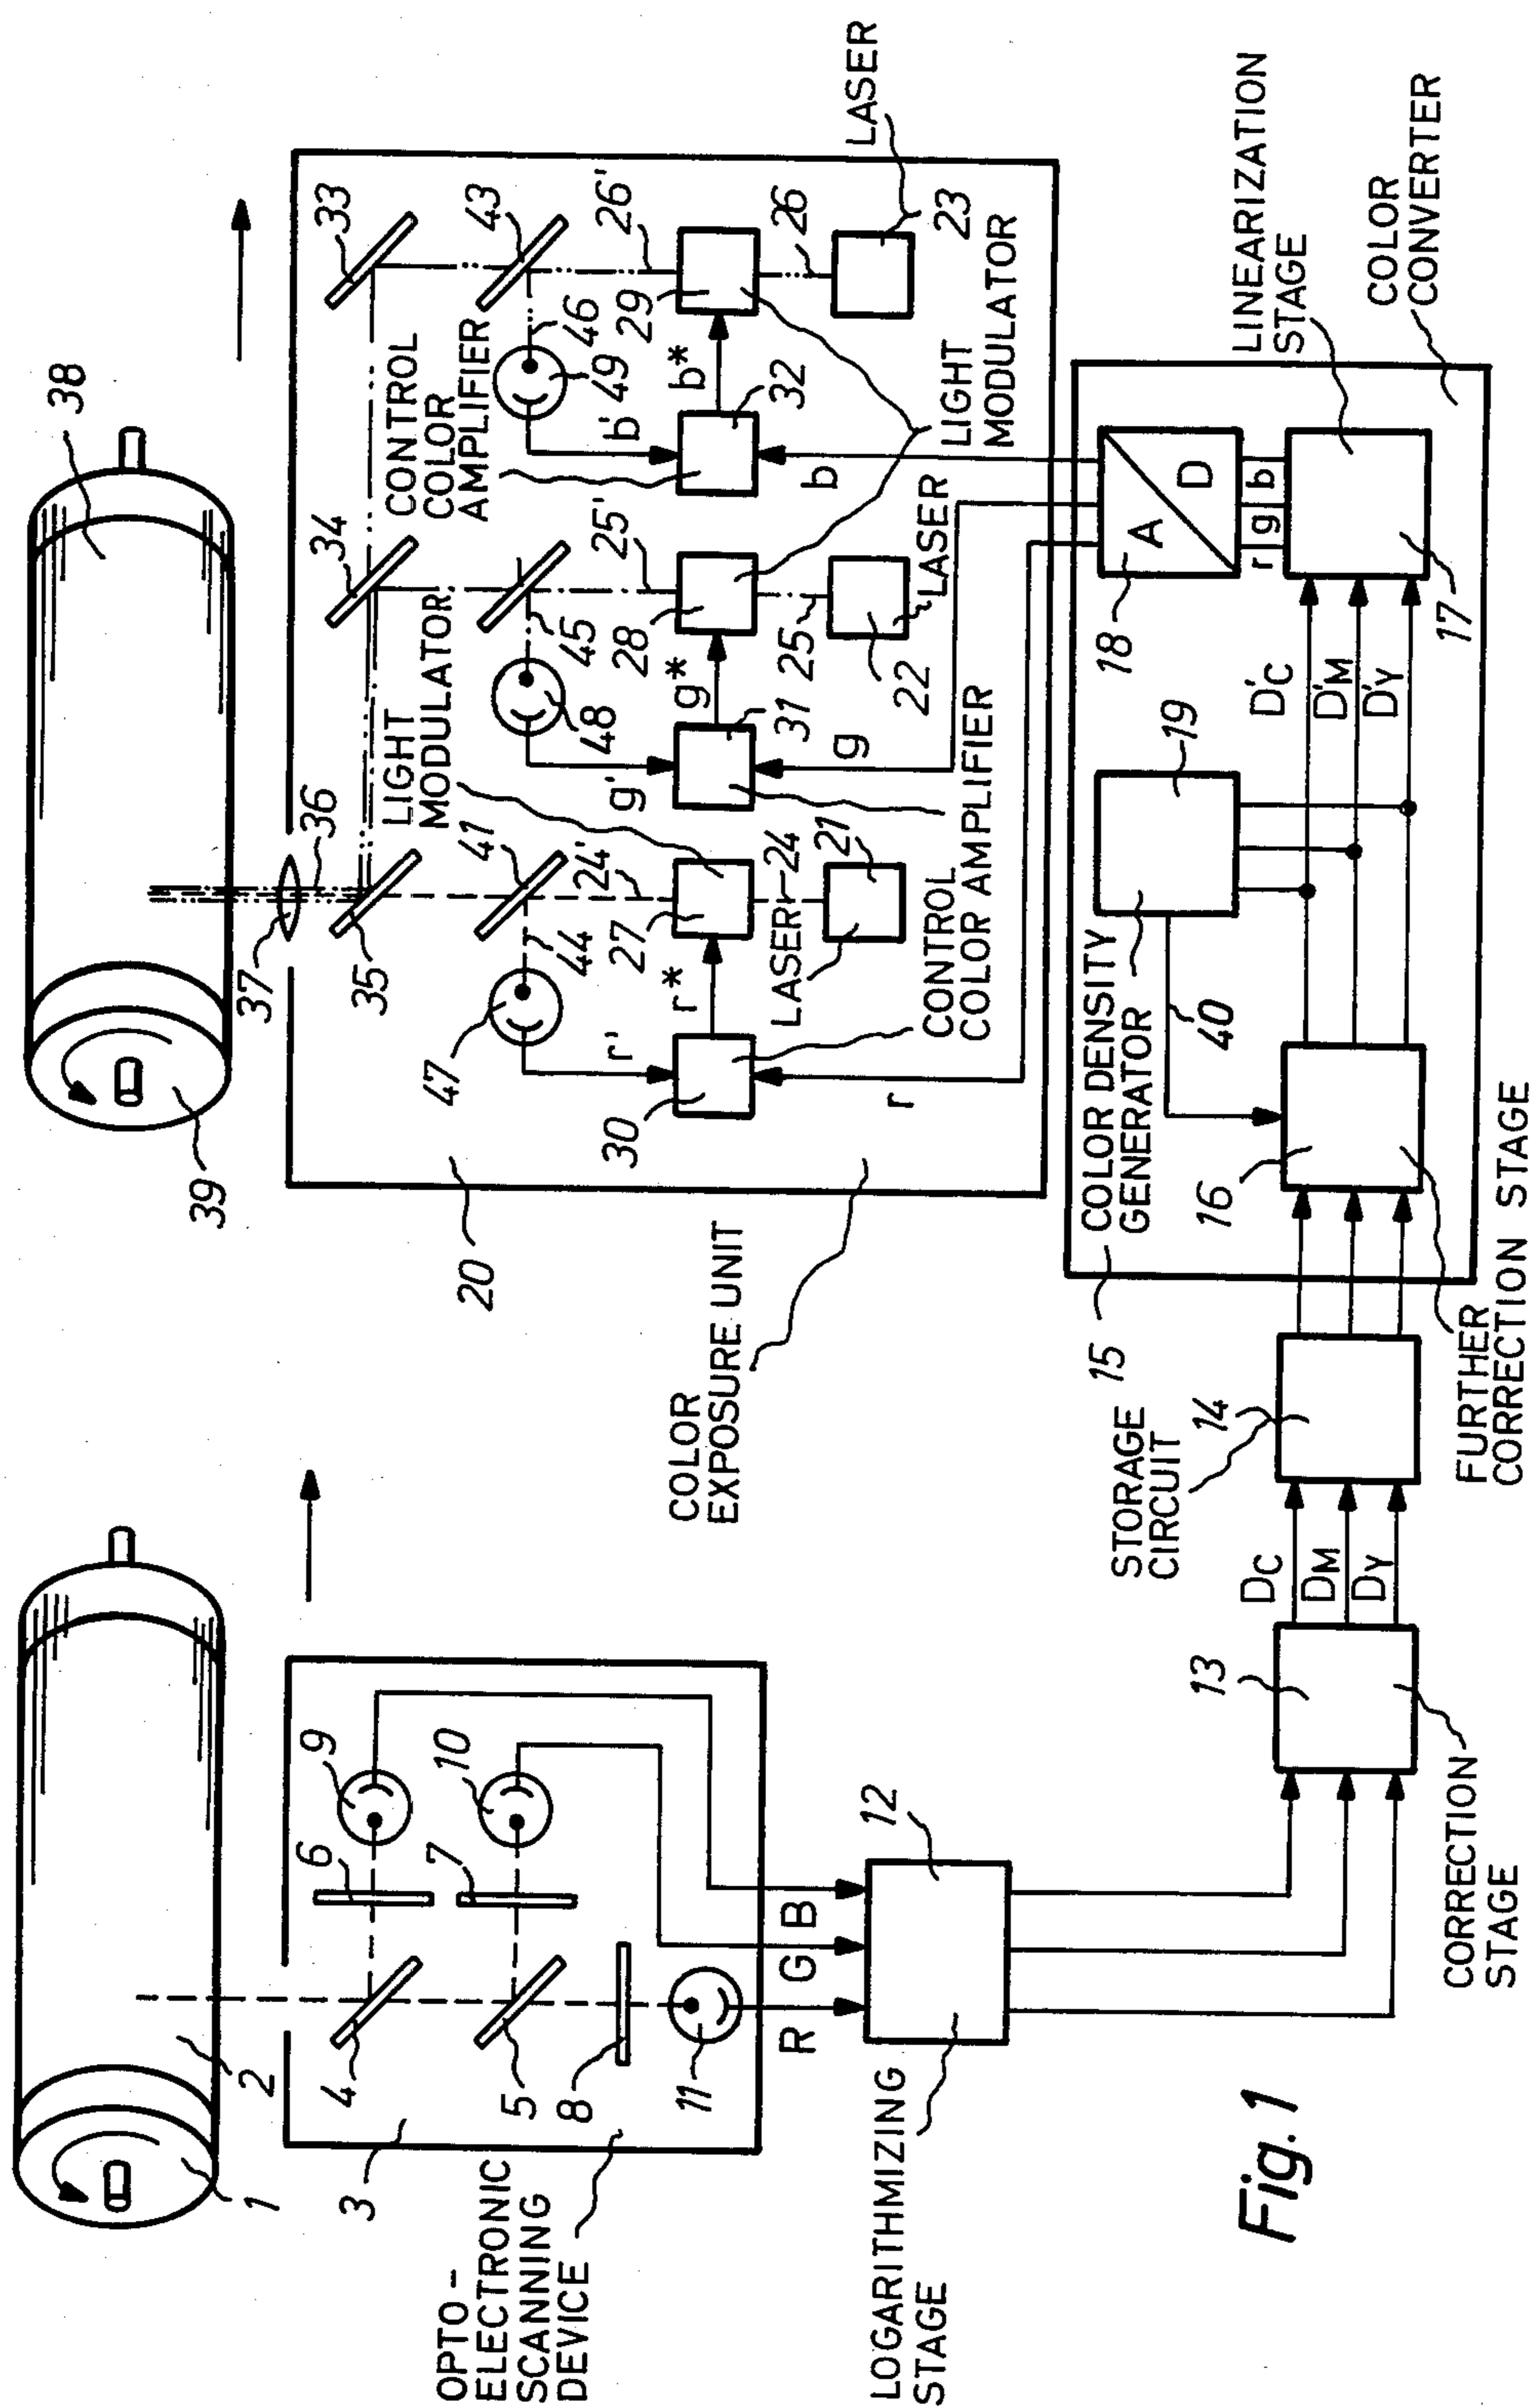 1
2
3
4
5
6
7
8
9
10
11
OPTO-
ELECTRONIC
SCANNING
DEVICE
R
G
B
12
LOGARITHMIZING
STAGE
13
CORRECTION
STAGE
DC
DM
DY
STORAGE
CIRCUIT
14
15
COLOR DENSITY
GENERATOR
16
FURTHER
CORRECTION STAGE
40
19
D'C
D'M
D'Y
17
18
A
D
r
g
b
LINEARIZATION
STAGE
COLOR
CONVERTER
COLOR
EXPOSURE UNIT
20
39
38
37
36
35
34
33
LIGHT
MODULATOR
CONTROL
COLOR
AMPLIFIER
41
43
47
44
24'
48
45
25'
49
46
26'
r'
r*
27
g'
g*
28
b'
b*
29
30
31
32
LASER
24
21
25
22
LASER
26
23
LASER
r
g
b
CONTROL
COLOR AMPLIFIER
LIGHT
MODULATOR
Fig. 1